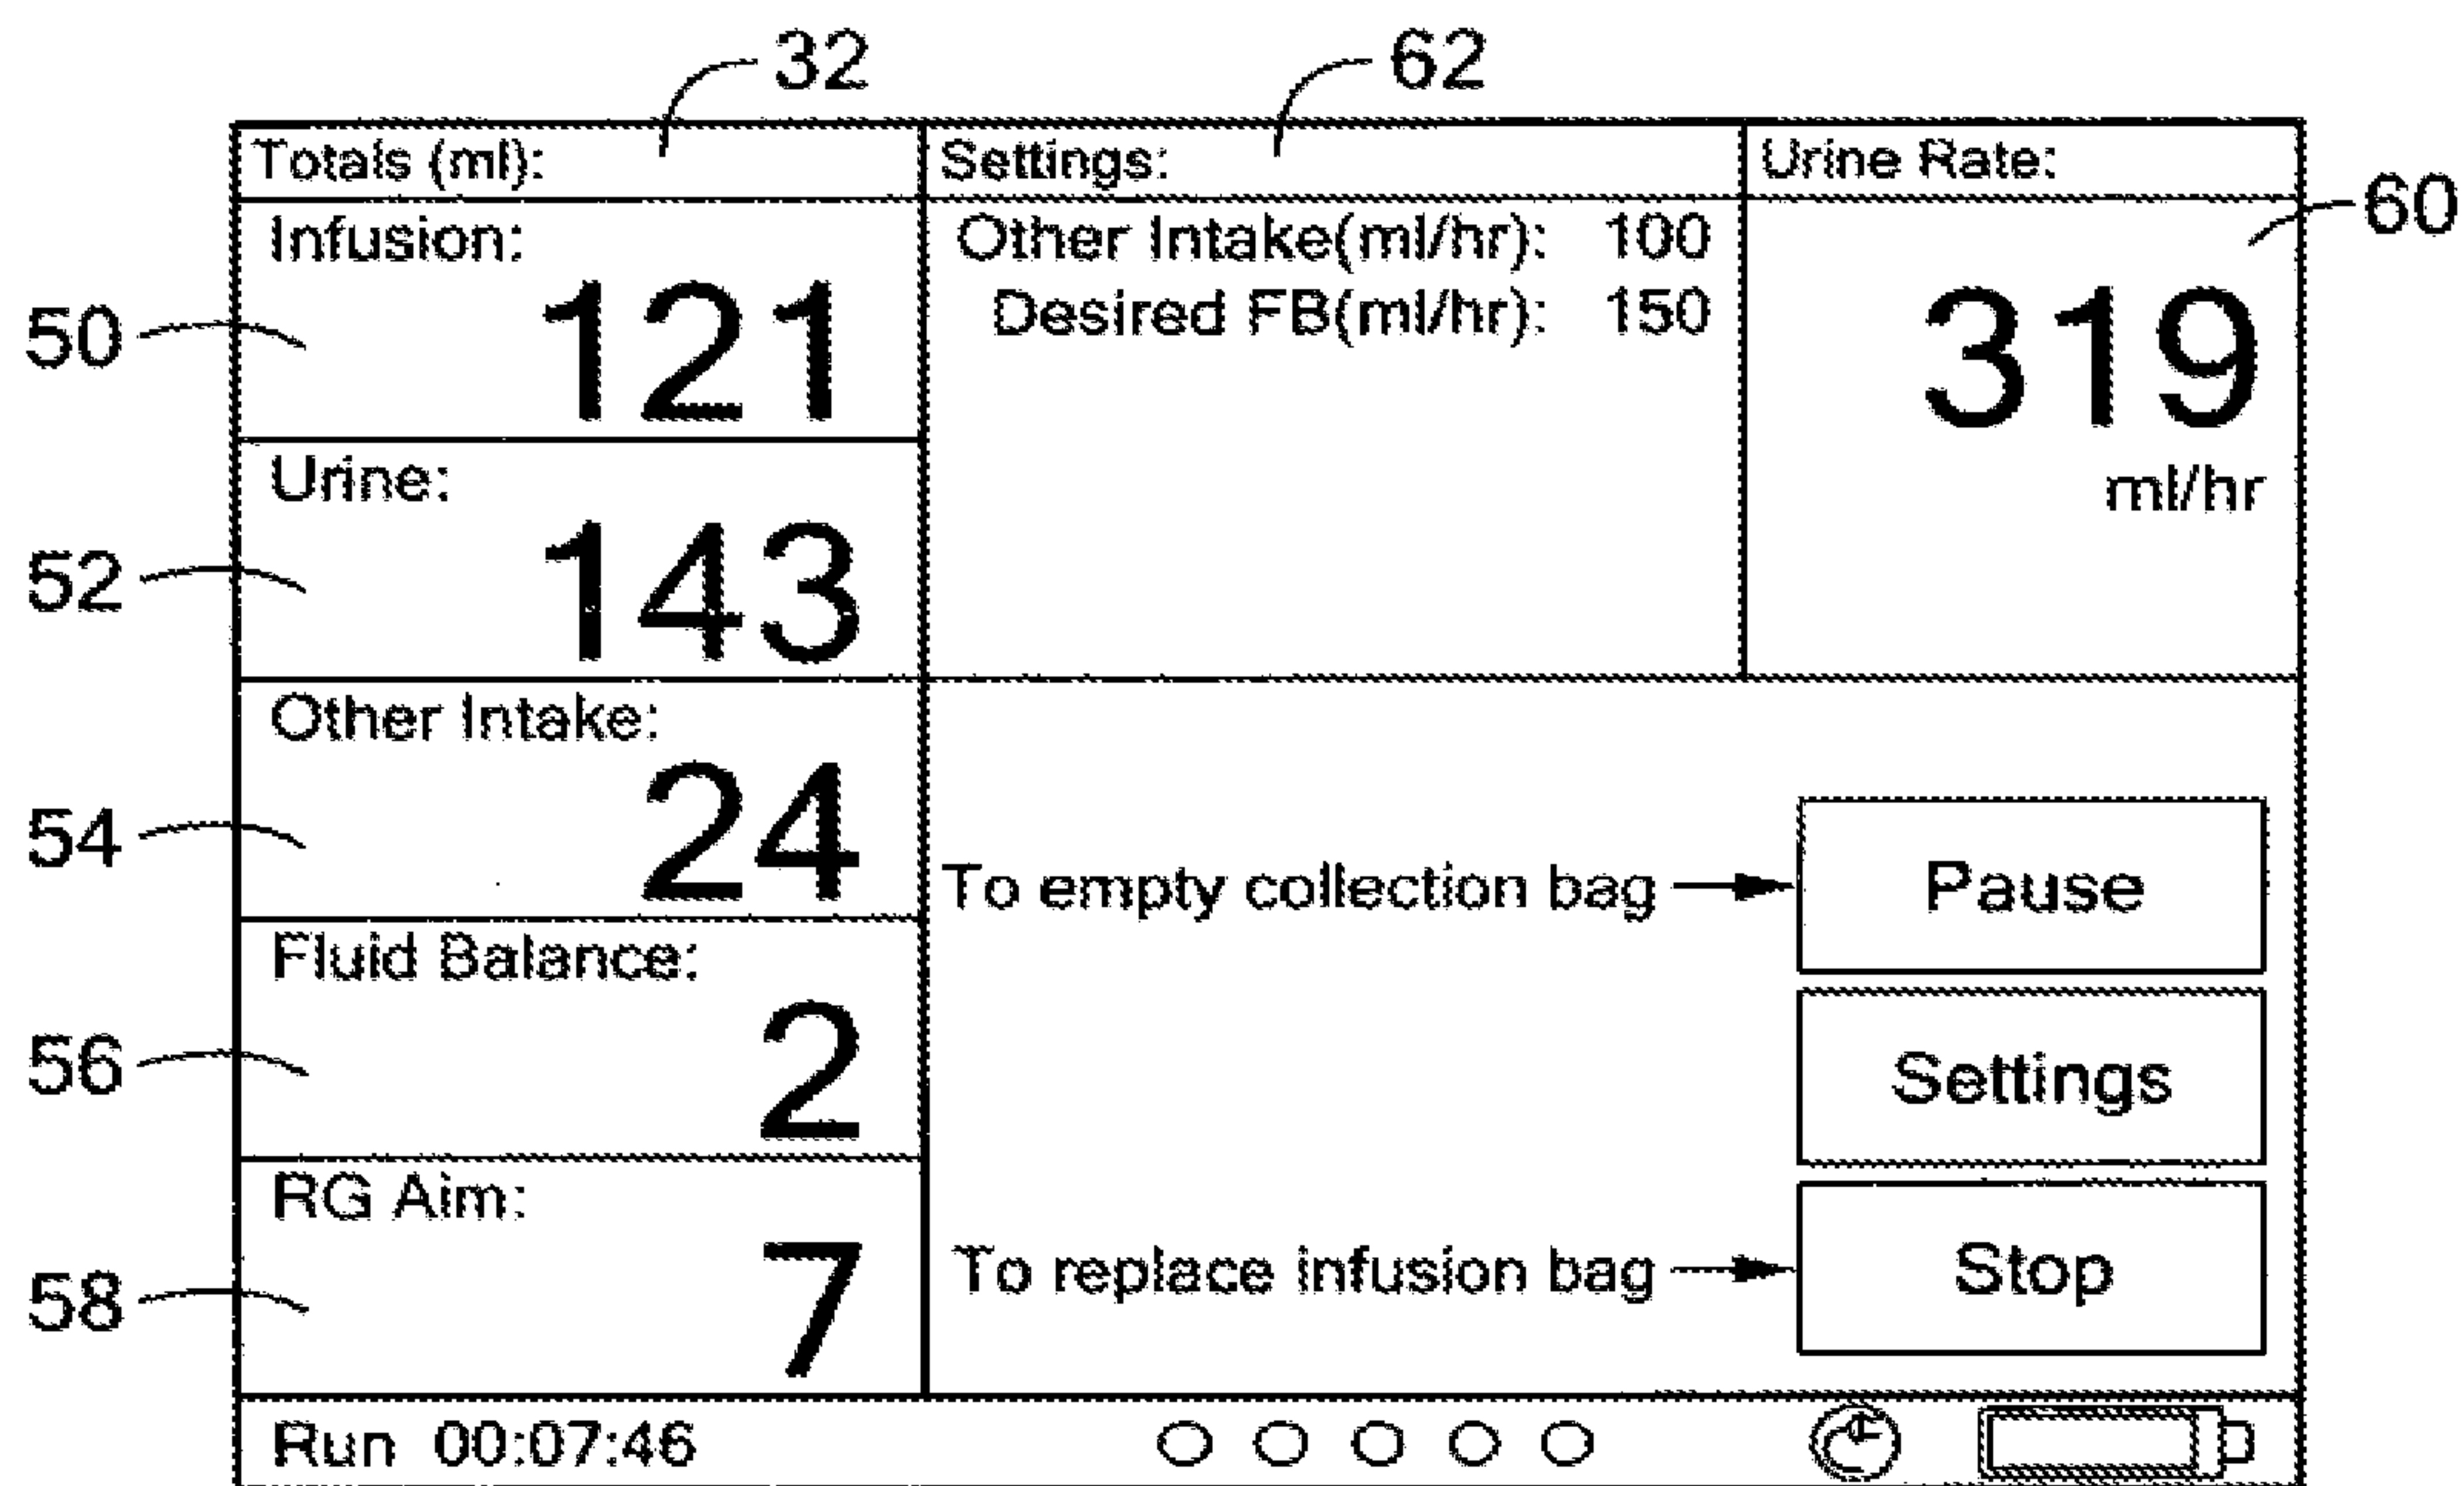 32
62
Totals (ml):
Settings:
Urine Rate:
60
Infusion:
121
50
Other Intake(ml/hr): 100
Desired FB(ml/hr): 150
319
ml/hr
Urine:
143
52
Other Intake:
24
54
To empty collection bag
Pause
Fluid Balance:
2
56
Settings
RG Aim:
7
58
To replace infusion bag
Stop
Run 00:07:46